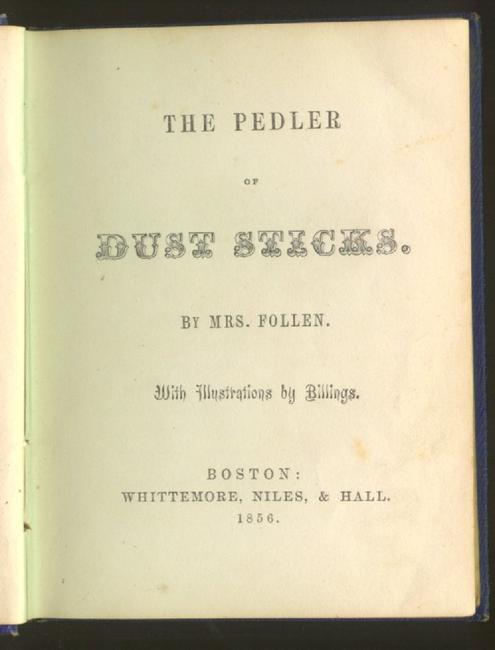 THE PEDLER
OF
DUST STICKS.
BY MRS. FOLLEN.
With Illustrations by Billings.
BOSTON:
WHITTEMORE, NILES, & HALL.
1856.